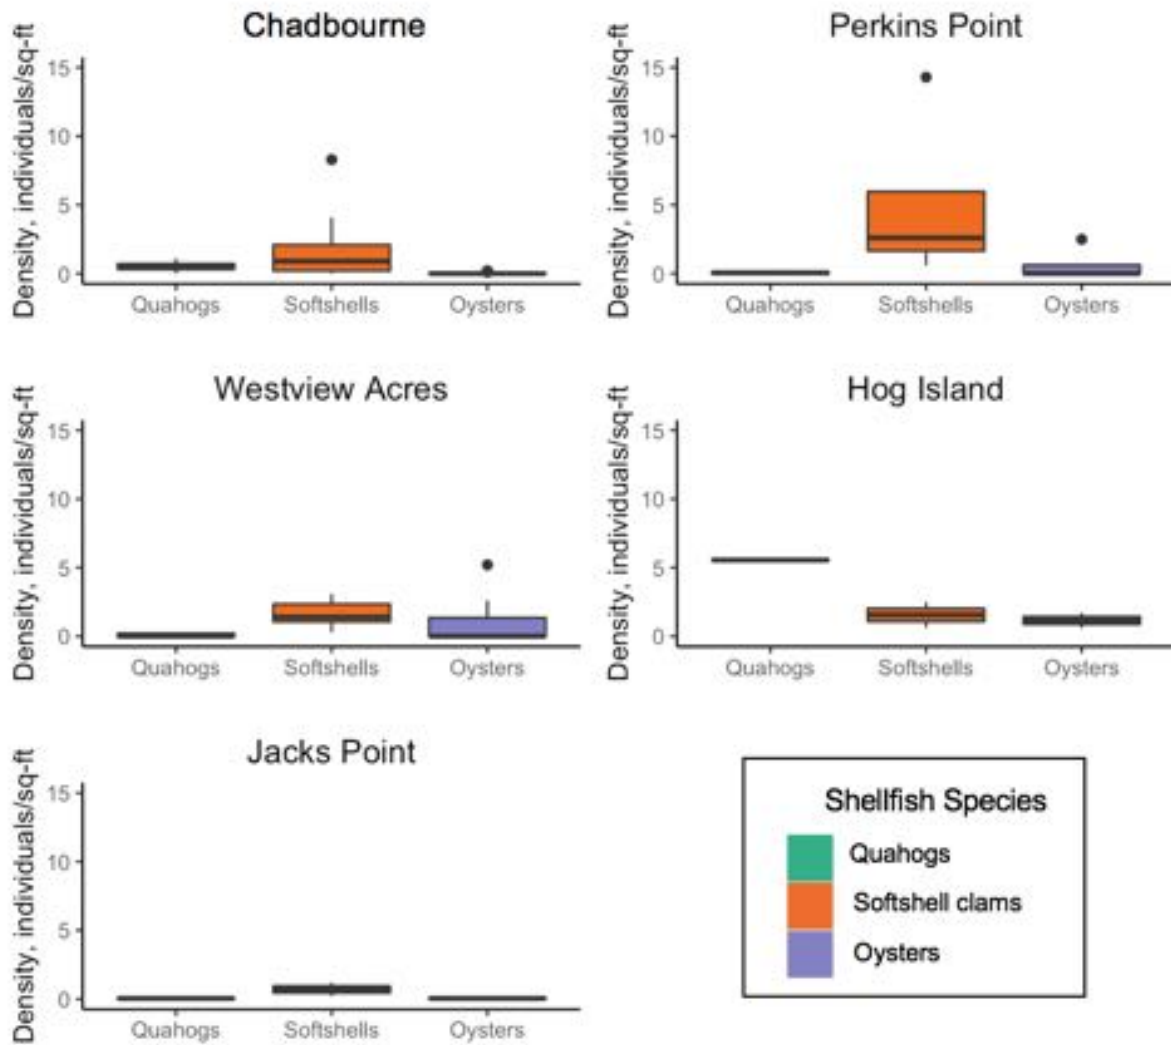 Chadbourne
Density, individuals/sq-ft
15
10
5
0
Quahogs Softshells Oysters
Perkins Point
Density, individuals/sq-ft
15
10
5
0
Quahogs Softshells Oysters
Westview Acres
Density, individuals/sq-ft
15
10
5
0
Quahogs Softshells Oysters
Hog Island
Density, individuals/sq-ft
15
10
5
0
Quahogs Softshells Oysters
Jacks Point
Density, individuals/sq-ft
15
10
5
0
Quahogs Softshells Oysters
Shellfish Species
Quahogs
Softshell clams
Oysters